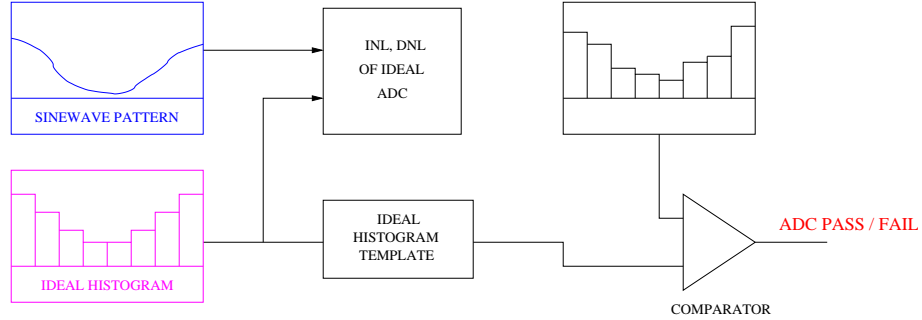 INL, DNL
OF IDEAL
ADC
SINEWAVE PATTERN
IDEAL
HISTOGRAM
TEMPLATE
ADC PASS / FAIL
IDEAL HISTOGRAM
COMPARATOR